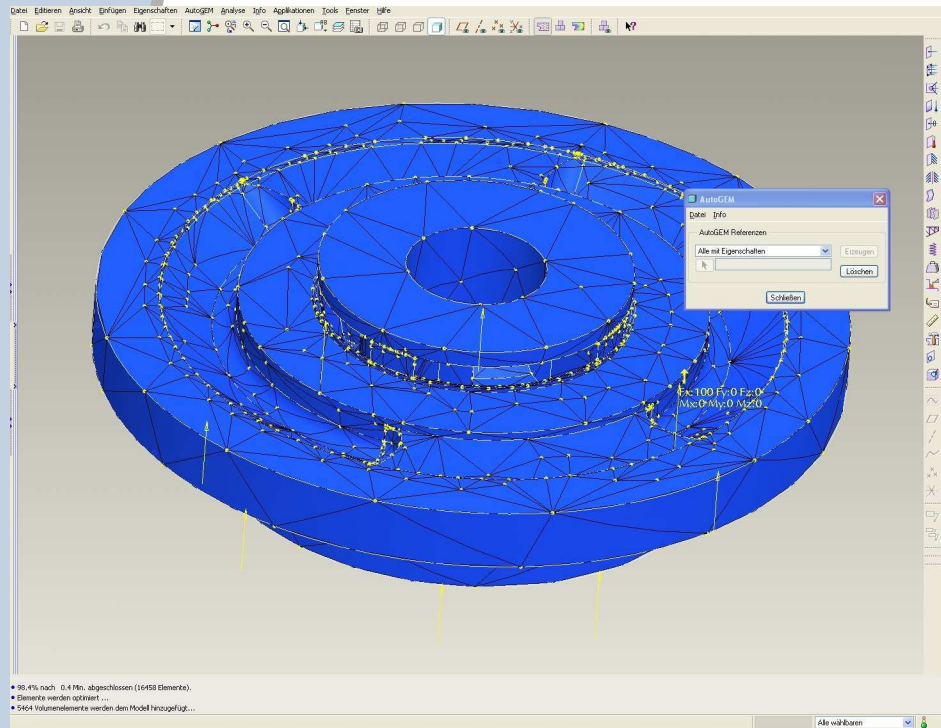 Datei Editieren Ansicht Einfügen Eigenschaften AutoGEM Analyse Info Applikationen Tools Fenster Hilfe
AutoGEM
Datei Info
AutoGEM Referenzen
Alle mit Eigenschaften
Erzeugen
Löschen
Schließen
Fx:100 Fy:0 Fz:0
Mx:0 My:0 Mz:0
98.4% nach 0.4 Min. abgeschlossen (16458 Elemente).
Elemente werden optimiert ...
5464 Volumenelemente werden dem Modell hinzugefügt...
Alle wählbaren